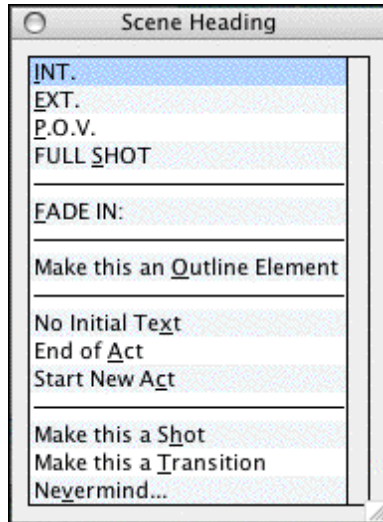 Scene Heading
INT.
EXT.
P.O.V.
FULL SHOT
FADE IN:
Make this an Outline Element
No Initial Text
End of Act
Start New Act
Make this a Shot
Make this a Transition
Nevermind...